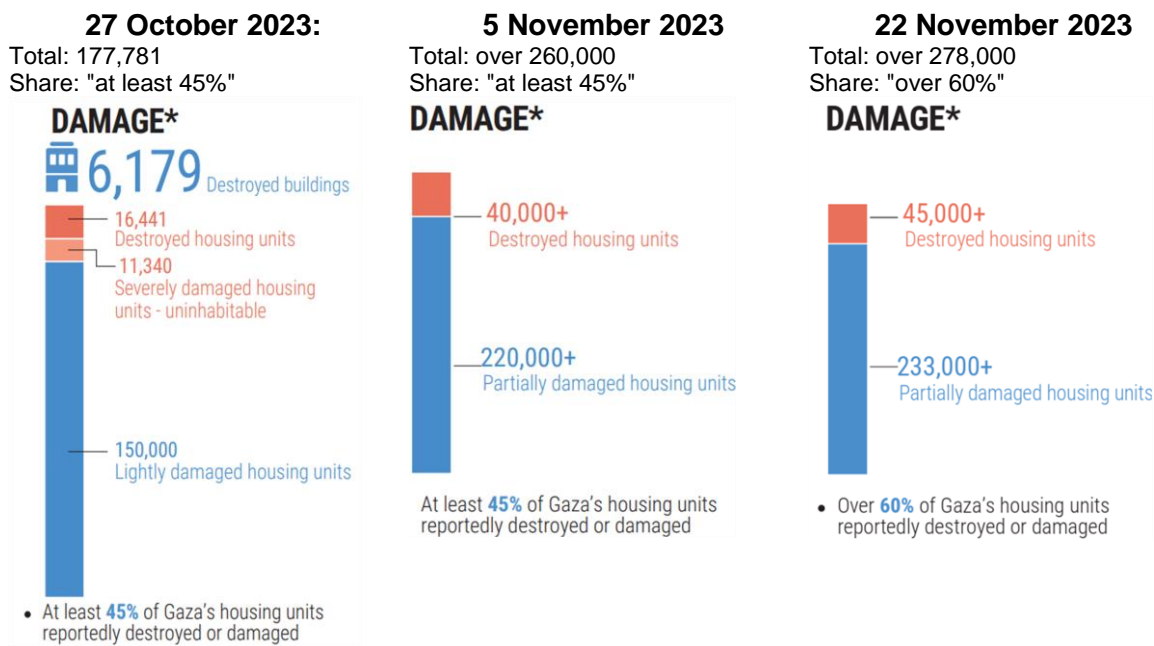 27 October 2023:
Total: 177,781
Share: "at least 45%"
DAMAGE*
6,179 Destroyed buildings
16,441
Destroyed housing units
11,340
Severely damaged housing
units - uninhabitable
150,000
Lightly damaged housing units
• At least 45% of Gaza's housing units
reportedly destroyed or damaged
5 November 2023
Total: over 260,000
Share: "at least 45%"
DAMAGE*
40,000+
Destroyed housing units
220,000+
Partially damaged housing units
At least 45% of Gaza's housing units
reportedly destroyed or damaged
22 November 2023
Total: over 278,000
Share: "over 60%"
DAMAGE*
45,000+
Destroyed housing units
233,000+
Partially damaged housing units
• Over 60% of Gaza's housing units
reportedly destroyed or damaged